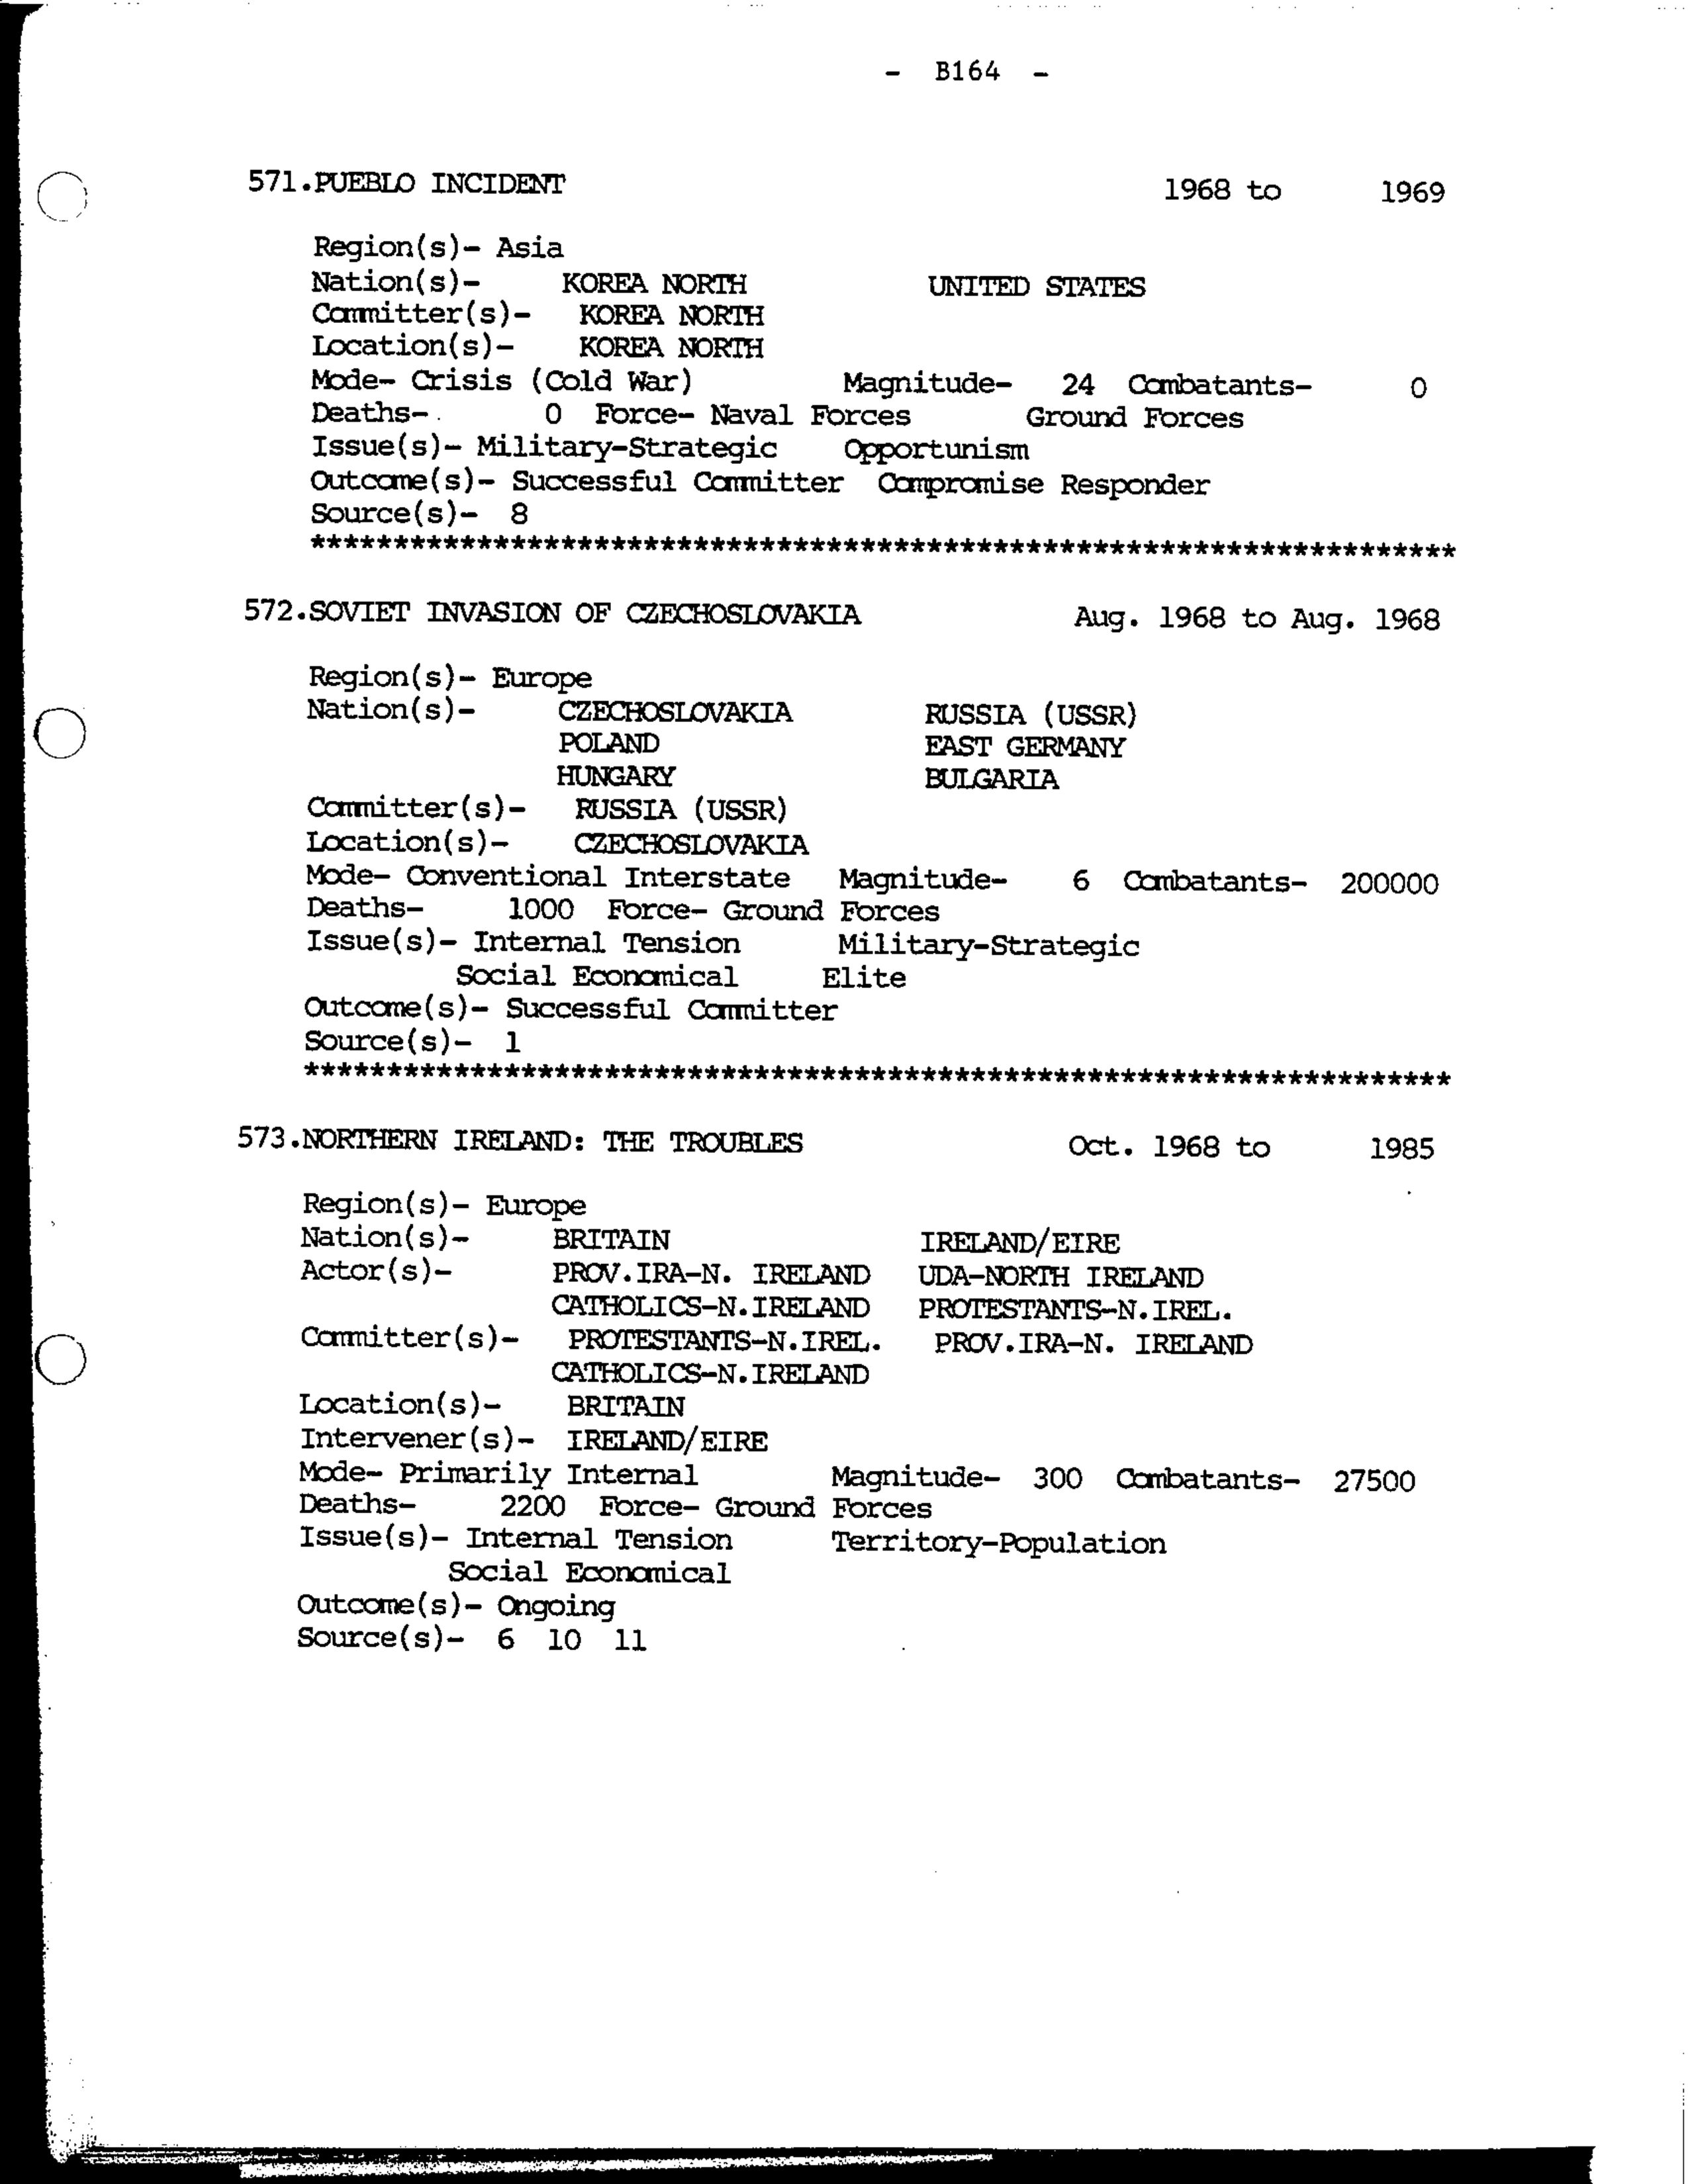 - B164 -
571.PUEBLO INCIDENT 1968 to 1969
Region(s)- Asia
Nation(s)- KOREA NORTH UNITED STATES
Committer(s)- KOREA NORTH
Location(s)- KOREA NORTH
Mode- Crisis (Cold War) Magnitude- 24 Combatants- 0
Deaths- 0 Force- Naval Forces Ground Forces
Issue(s)- Military-Strategic Opportunism
Outcome(s)- Successful Committer Compromise Responder
Source(s)- 8
*********************************************************************
572.SOVIET INVASION OF CZECHOSLOVAKIA Aug. 1968 to Aug. 1968
Region(s)- Europe
Nation(s)- CZECHOSLOVAKIA RUSSIA (USSR)
POLAND EAST GERMANY
HUNGARY BULGARIA
Committer(s)- RUSSIA (USSR)
Location(s)- CZECHOSLOVAKIA
Mode- Conventional Interstate Magnitude- 6 Combatants- 200000
Deaths- 1000 Force- Ground Forces
Issue(s)- Internal Tension Military-Strategic
Social Economical Elite
Outcome(s)- Successful Committer
Source(s)- 1
*********************************************************************
573.NORTHERN IRELAND: THE TROUBLES Oct. 1968 to 1985
Region(s)- Europe
Nation(s)- BRITAIN IRELAND/EIRE
Actor(s)- PROV.IRA-N. IRELAND UDA-NORTH IRELAND
CATHOLICS-N.IRELAND PROTESTANTS-N.IREL.
Committer(s)- PROTESTANTS-N.IREL. PROV.IRA-N. IRELAND
CATHOLICS-N.IRELAND
Location(s)- BRITAIN
Intervener(s)- IRELAND/EIRE
Mode- Primarily Internal Magnitude- 300 Combatants- 27500
Deaths- 2200 Force- Ground Forces
Issue(s)- Internal Tension Territory-Population
Social Economical
Outcome(s)- Ongoing
Source(s)- 6 10 11